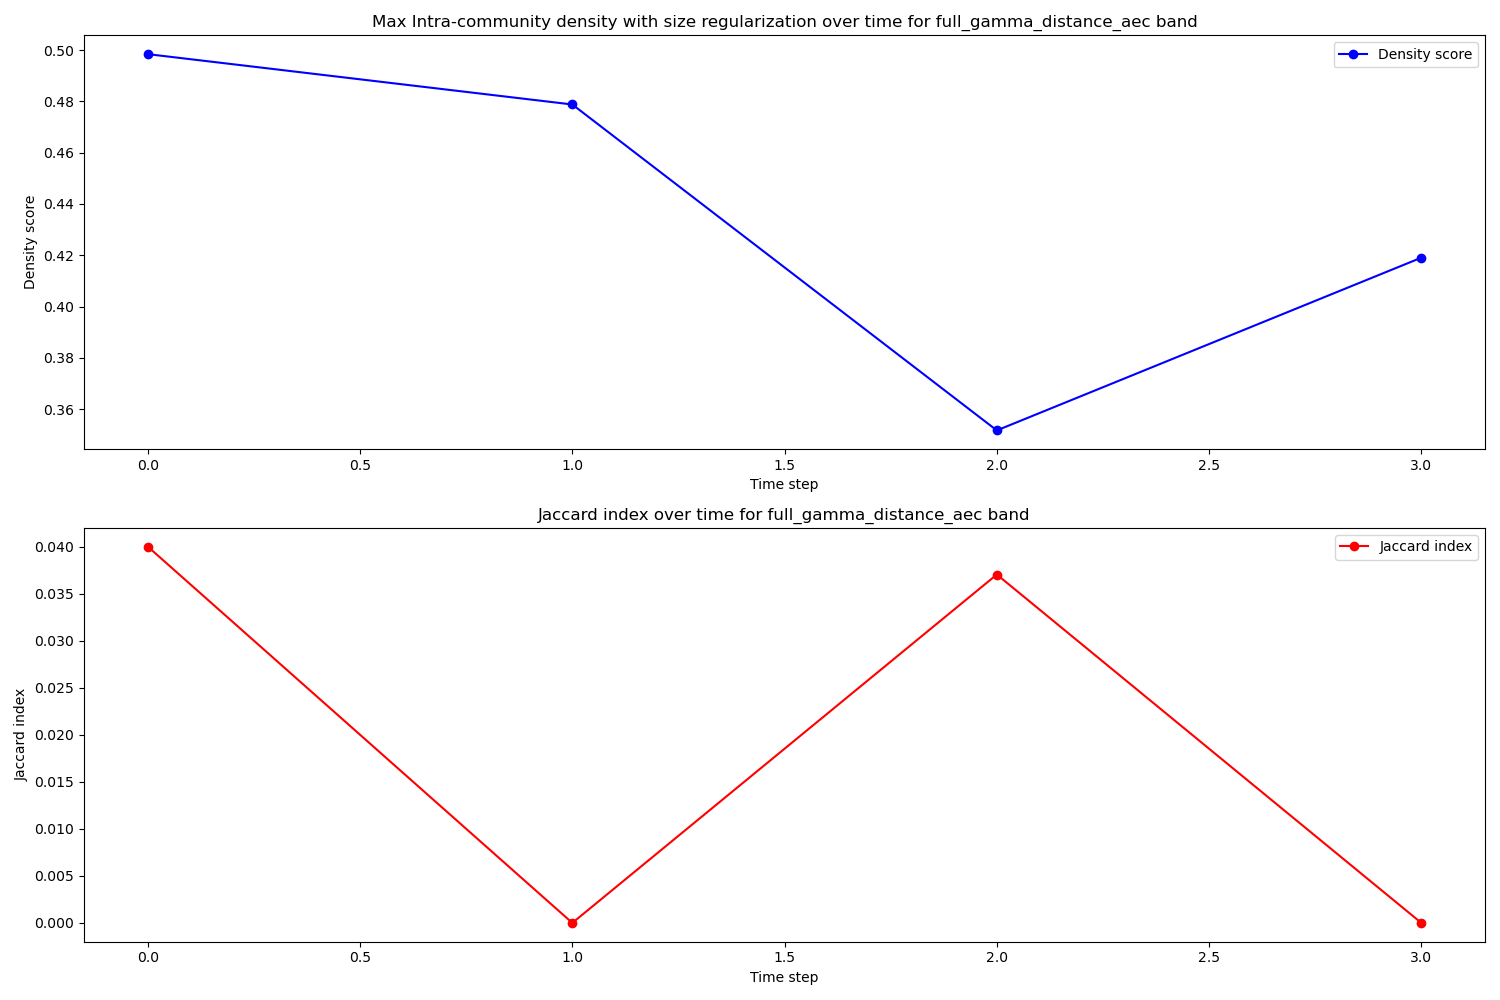 Max Intra-community density with size regularization over time for full_gamma_distance_aec band
Density score
0.50
0.48
0.46
0.44
0.42
0.40
0.38
0.36
Density score
0.0 0.5 1.0 1.5 2.0 2.5 3.0
Time step
Jaccard index over time for full_gamma_distance_aec band
Jaccard index
0.040
0.035
0.030
0.025
0.020
0.015
0.010
0.005
0.000
Jaccard index
0.0 0.5 1.0 1.5 2.0 2.5 3.0
Time step